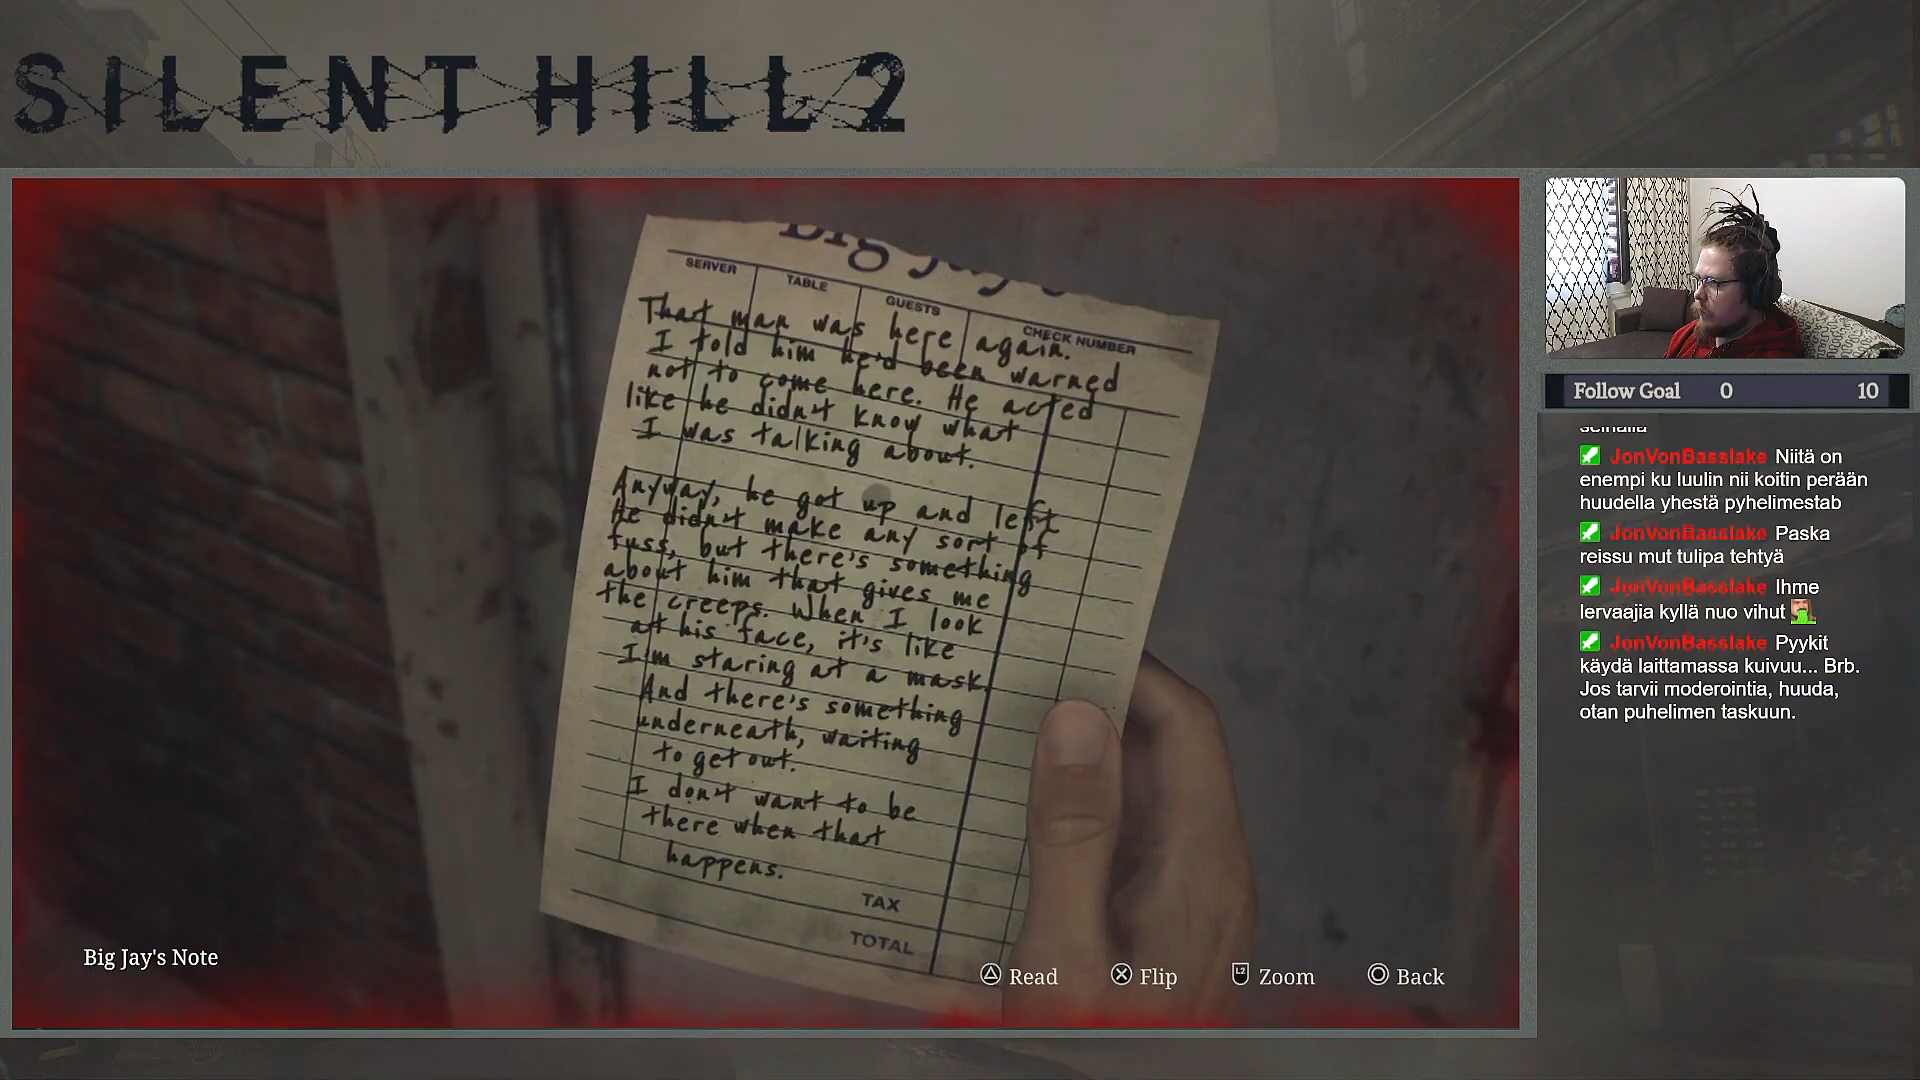 SILENT HILL 2
Big Jay's
SERVER
TABLE
GUESTS
CHECK NUMBER
That man was here again.
I told him he'd been warned
not to come here. He acted
like he didn't know what
I was talking about.
Anyway, he got up and left
He didn't make any sort of
fuss, but there's something
about him that gives me
the creeps. When I look
at his face, it's like
I'm staring at a mask.
And there's something
underneath, waiting
to get out.
I don't want to be
there when that
happens.
TAX
TOTAL
Big Jay's Note
Read
Flip
L2 Zoom
Back
Follow Goal 0 10
seinällä
JonVonBasslake Niitä on
enempi ku luulin nii koitin perään
huudella yhestä pyhelimestab
JonVonBasslake Paska
reissu mut tulipa tehtyä
JonVonBasslake Ihme
lervaajia kyllä nuo vihut
JonVonBasslake Pyykit
käydä laittamassa kuivuu... Brb.
Jos tarvii moderointia, huuda,
otan puhelimen taskuun.